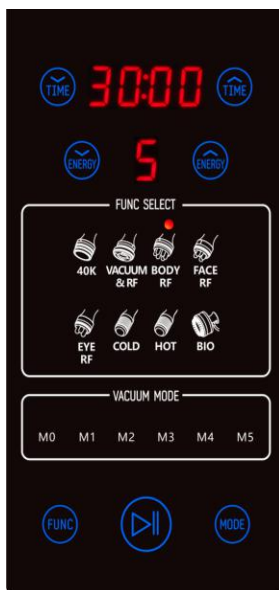 TIME 30:00 TIME
ENERGY 5 ENERGY
FUNC SELECT
40K VACUUM & RF BODY RF FACE RF
EYE RF COLD HOT BIO
VACUUM MODE
M0 M1 M2 M3 M4 M5
FUNC MODE